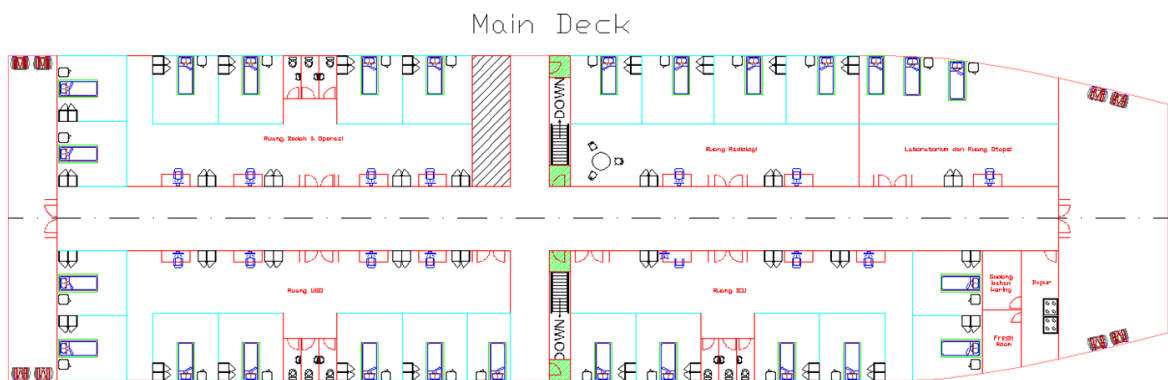 Main Deck
DOWN
Ruang Bedah & Operasi
Ruang Radiologi
Laboratorium dan Ruang Otopsi
Ruang UGD
Ruang ICU
Gudang
bahan
kering
Dapur
DOWN
Fresh
Room